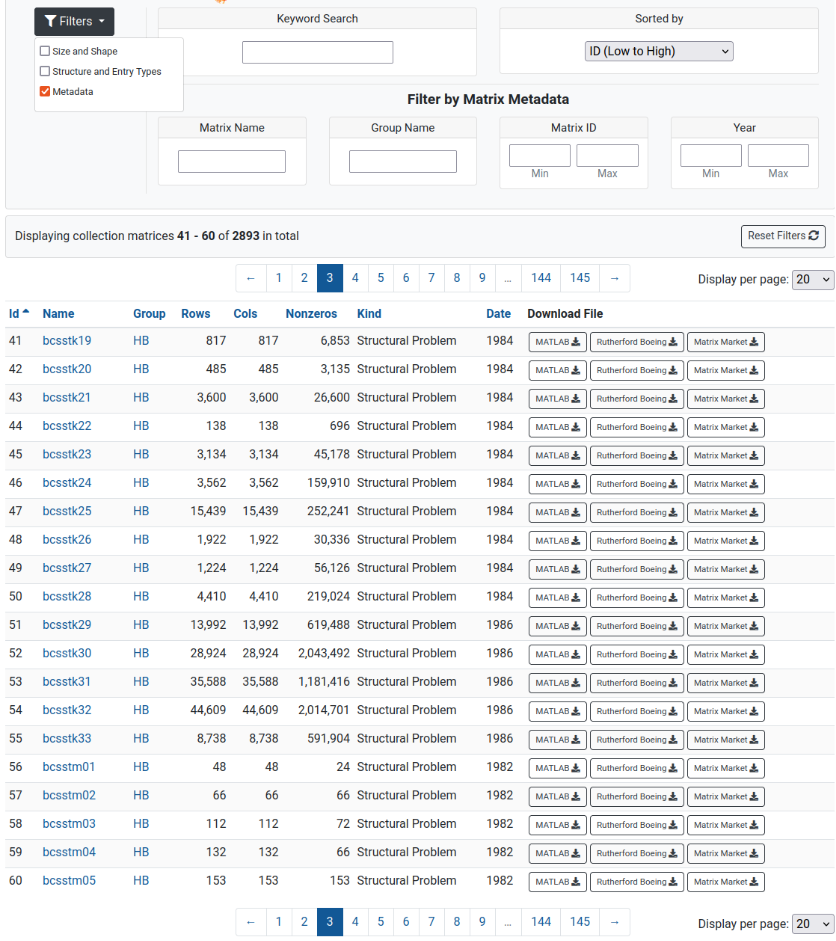 Filters
Keyword Search
Sorted by
ID (Low to High)
Size and Shape
Structure and Entry Types
Metadata
Filter by Matrix Metadata
Matrix Name Group Name Matrix ID Year
Min Max Min Max
Displaying collection matrices 41 - 60 of 2893 in total
Reset Filters
← 1 2 3 4 5 6 7 8 9 … 144 145 →
Display per page: 20
Id Name Group Rows Cols Nonzeros Kind Date Download File
41 bcsstk19 HB 817 817 6,853 Structural Problem 1984 MATLAB Rutherford Boeing Matrix Market
42 bcsstk20 HB 485 485 3,135 Structural Problem 1984 MATLAB Rutherford Boeing Matrix Market
43 bcsstk21 HB 3,600 3,600 26,600 Structural Problem 1984 MATLAB Rutherford Boeing Matrix Market
44 bcsstk22 HB 138 138 696 Structural Problem 1984 MATLAB Rutherford Boeing Matrix Market
45 bcsstk23 HB 3,134 3,134 45,178 Structural Problem 1984 MATLAB Rutherford Boeing Matrix Market
46 bcsstk24 HB 3,562 3,562 159,910 Structural Problem 1984 MATLAB Rutherford Boeing Matrix Market
47 bcsstk25 HB 15,439 15,439 252,241 Structural Problem 1984 MATLAB Rutherford Boeing Matrix Market
48 bcsstk26 HB 1,922 1,922 30,336 Structural Problem 1984 MATLAB Rutherford Boeing Matrix Market
49 bcsstk27 HB 1,224 1,224 56,126 Structural Problem 1984 MATLAB Rutherford Boeing Matrix Market
50 bcsstk28 HB 4,410 4,410 219,024 Structural Problem 1984 MATLAB Rutherford Boeing Matrix Market
51 bcsstk29 HB 13,992 13,992 619,488 Structural Problem 1986 MATLAB Rutherford Boeing Matrix Market
52 bcsstk30 HB 28,924 28,924 2,043,492 Structural Problem 1986 MATLAB Rutherford Boeing Matrix Market
53 bcsstk31 HB 35,588 35,588 1,181,416 Structural Problem 1986 MATLAB Rutherford Boeing Matrix Market
54 bcsstk32 HB 44,609 44,609 2,014,701 Structural Problem 1986 MATLAB Rutherford Boeing Matrix Market
55 bcsstk33 HB 8,738 8,738 591,904 Structural Problem 1986 MATLAB Rutherford Boeing Matrix Market
56 bcsstm01 HB 48 48 24 Structural Problem 1982 MATLAB Rutherford Boeing Matrix Market
57 bcsstm02 HB 66 66 66 Structural Problem 1982 MATLAB Rutherford Boeing Matrix Market
58 bcsstm03 HB 112 112 72 Structural Problem 1982 MATLAB Rutherford Boeing Matrix Market
59 bcsstm04 HB 132 132 66 Structural Problem 1982 MATLAB Rutherford Boeing Matrix Market
60 bcsstm05 HB 153 153 153 Structural Problem 1982 MATLAB Rutherford Boeing Matrix Market
← 1 2 3 4 5 6 7 8 9 … 144 145 →
Display per page: 20